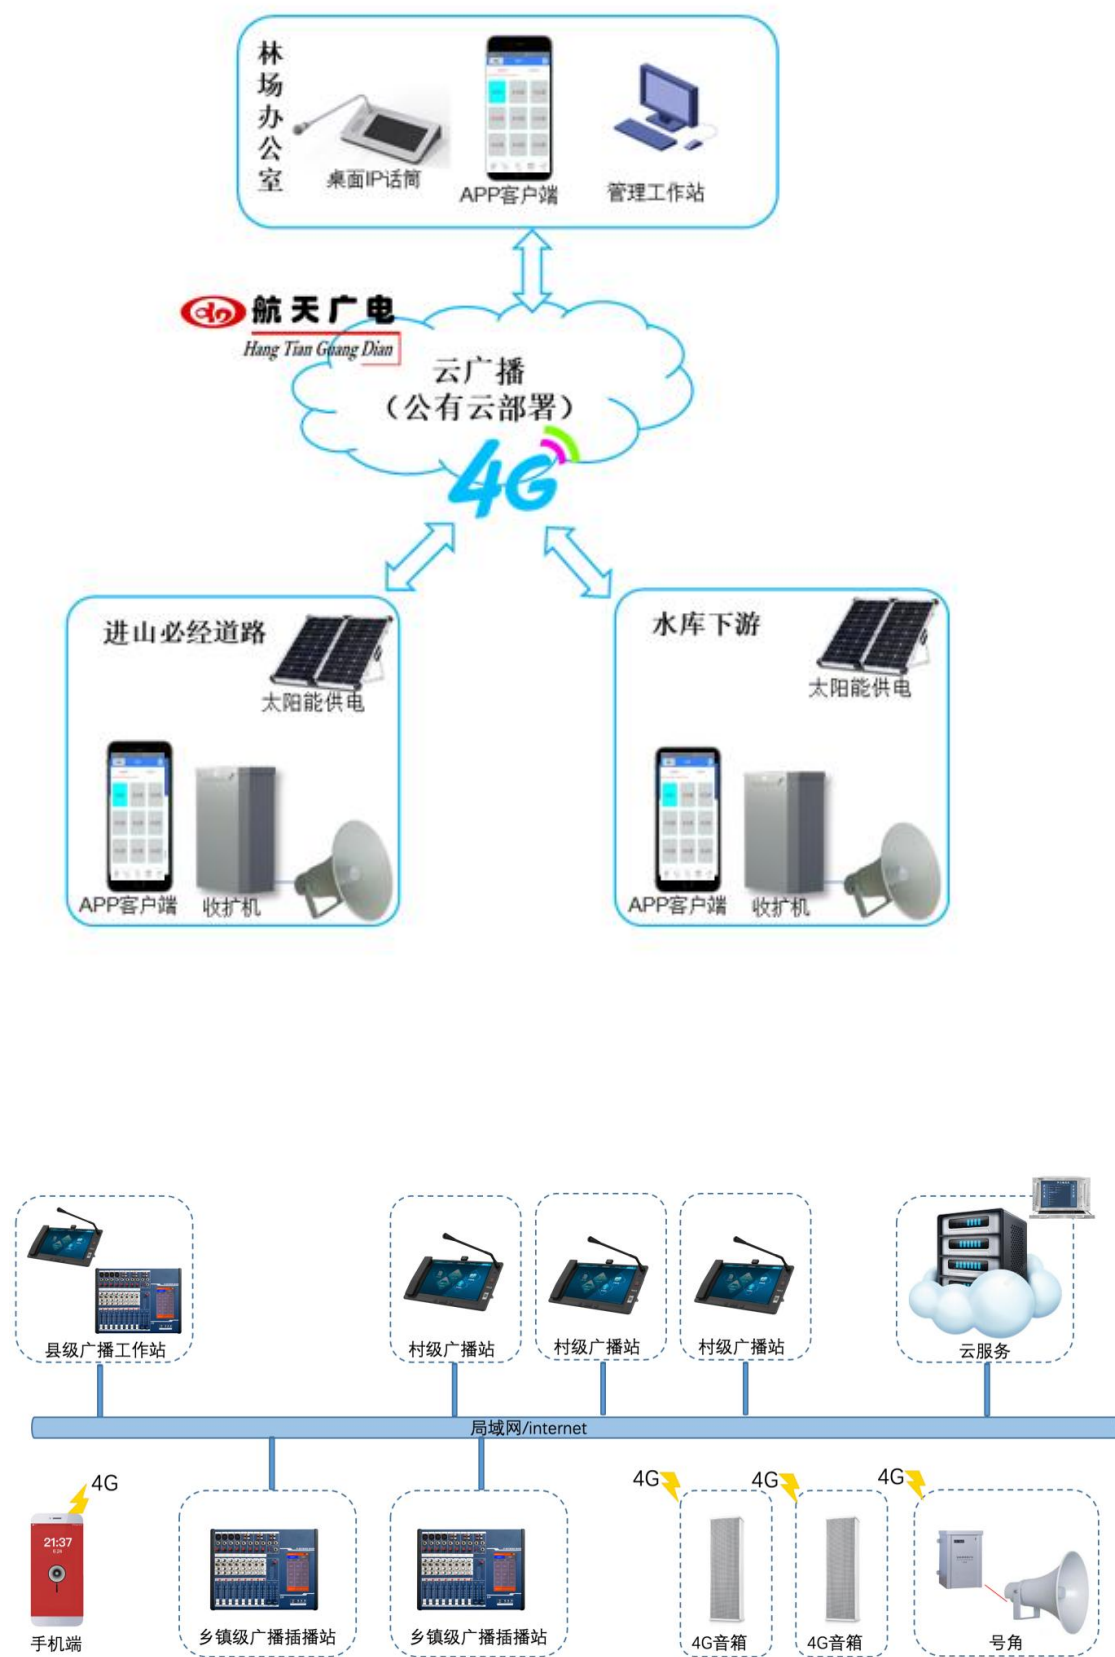 林场办公室
桌面IP话筒
APP客户端
管理工作站
航天广电
Hang Tian Guang Dian
云广播
（公有云部署）
4G
进山必经道路
太阳能供电
APP客户端
收扩机
水库下游
太阳能供电
APP客户端
收扩机
县级广播工作站
村级广播站
村级广播站
村级广播站
云服务
局域网/internet
4G
21:37
手机端
乡镇级广播插播站
乡镇级广播插播站
4G
4G音箱
4G
4G音箱
4G
号角